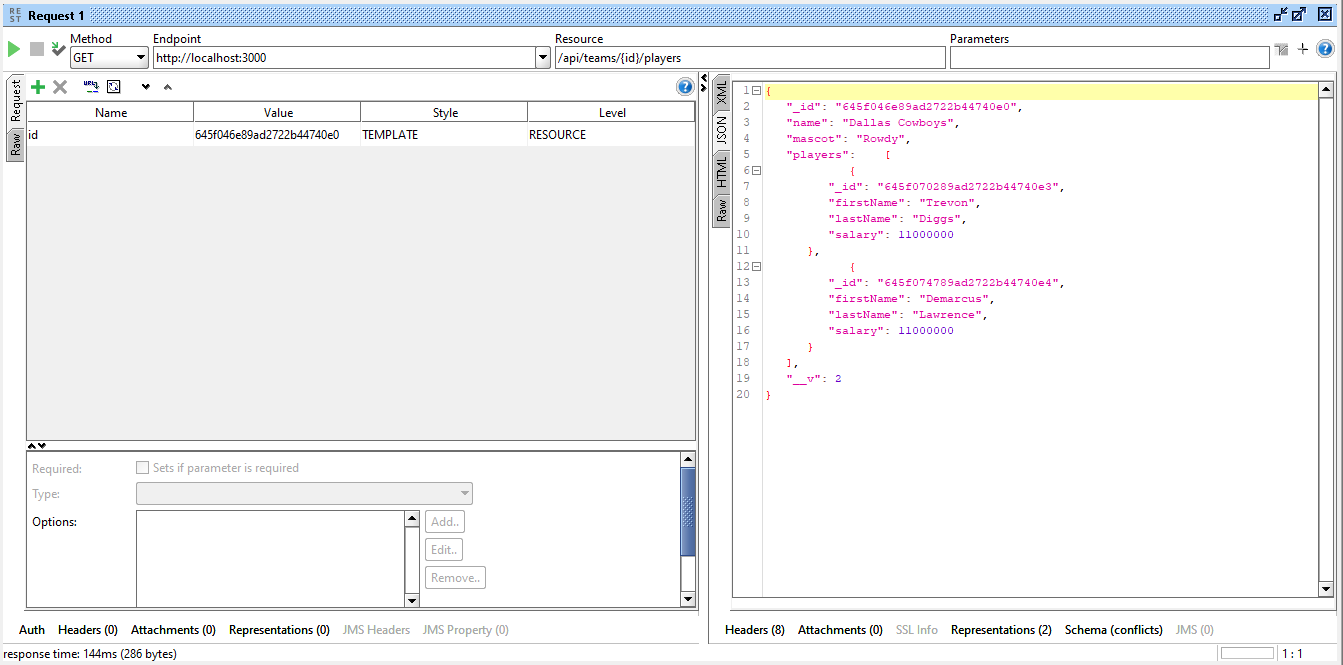 REST Request 1
Method Endpoint Resource Parameters
GET http://localhost:3000 /api/teams/{id}/players
Request
Raw
Name Value Style Level
id 645f046e89ad2722b44740e0 TEMPLATE RESOURCE
Required: Sets if parameter is required
Type:
Options:
Add..
Edit..
Remove..
Auth Headers (0) Attachments (0) Representations (0) JMS Headers JMS Property (0)
XML
JSON
HTML
Raw
1 {
2 "_id": "645f046e89ad2722b44740e0",
3 "name": "Dallas Cowboys",
4 "mascot": "Rowdy",
5 "players": [
6 {
7 "_id": "645f070289ad2722b44740e3",
8 "firstName": "Trevon",
9 "lastName": "Diggs",
10 "salary": 11000000
11 },
12 {
13 "_id": "645f074789ad2722b44740e4",
14 "firstName": "Demarcus",
15 "lastName": "Lawrence",
16 "salary": 11000000
17 }
18 ],
19 "__v": 2
20 }
Headers (8) Attachments (0) SSL Info Representations (2) Schema (conflicts) JMS (0)
response time: 144ms (286 bytes) 1 : 1